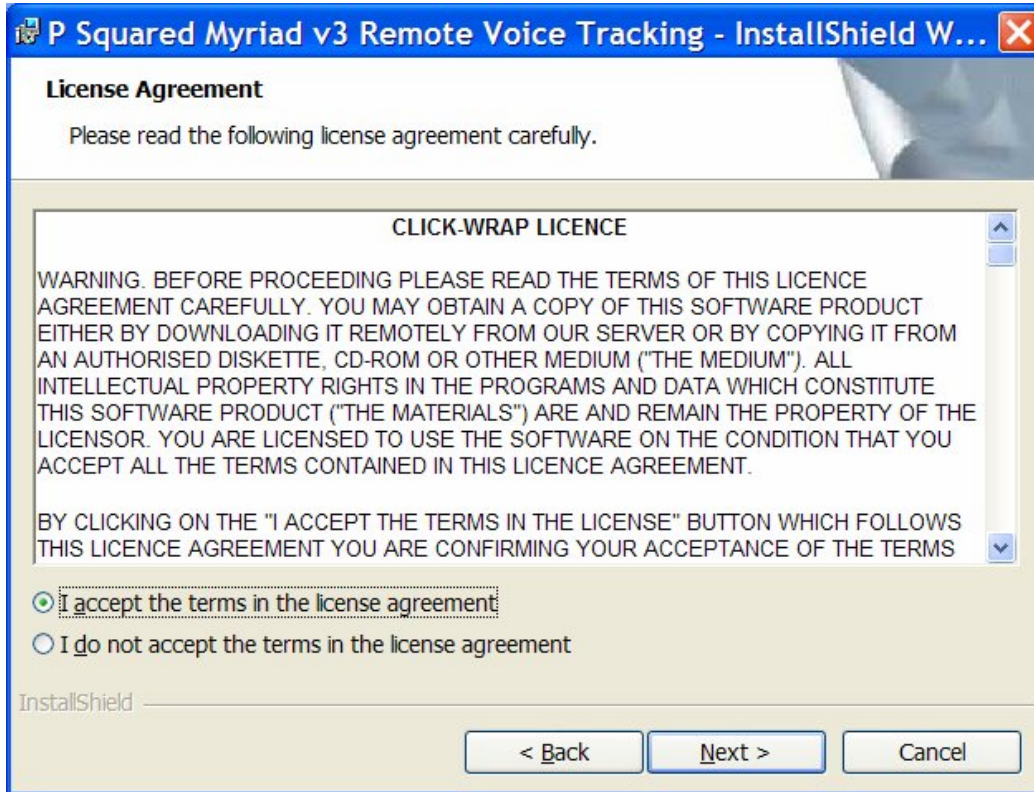 P Squared Myriad v3 Remote Voice Tracking - InstallShield W...
License Agreement
Please read the following license agreement carefully.
CLICK-WRAP LICENCE
WARNING. BEFORE PROCEEDING PLEASE READ THE TERMS OF THIS LICENCE
AGREEMENT CAREFULLY. YOU MAY OBTAIN A COPY OF THIS SOFTWARE PRODUCT
EITHER BY DOWNLOADING IT REMOTELY FROM OUR SERVER OR BY COPYING IT FROM
AN AUTHORISED DISKETTE, CD-ROM OR OTHER MEDIUM ("THE MEDIUM"). ALL
INTELLECTUAL PROPERTY RIGHTS IN THE PROGRAMS AND DATA WHICH CONSTITUTE
THIS SOFTWARE PRODUCT ("THE MATERIALS") ARE AND REMAIN THE PROPERTY OF THE
LICENSOR. YOU ARE LICENSED TO USE THE SOFTWARE ON THE CONDITION THAT YOU
ACCEPT ALL THE TERMS CONTAINED IN THIS LICENCE AGREEMENT.
BY CLICKING ON THE "I ACCEPT THE TERMS IN THE LICENSE" BUTTON WHICH FOLLOWS
THIS LICENCE AGREEMENT YOU ARE CONFIRMING YOUR ACCEPTANCE OF THE TERMS
I accept the terms in the license agreement
I do not accept the terms in the license agreement
InstallShield
< Back Next > Cancel